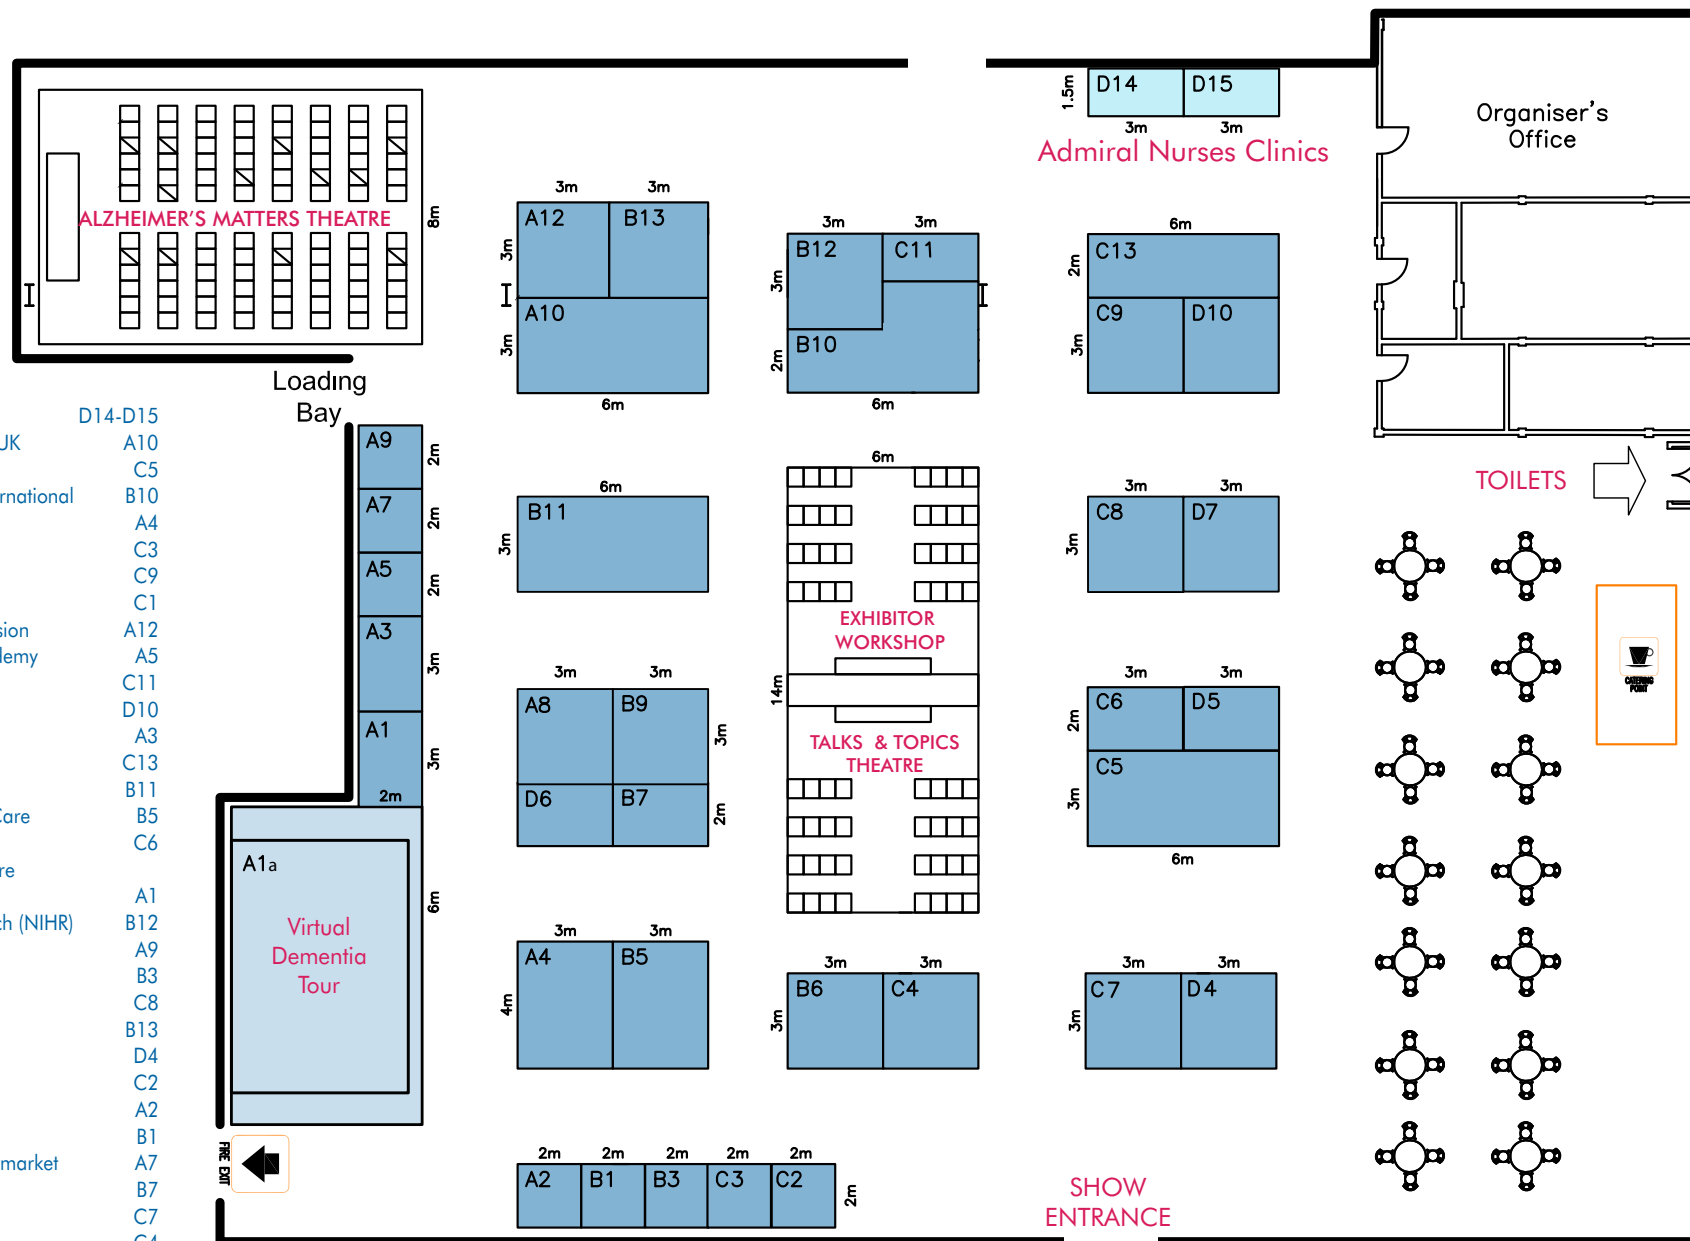 D14
D15
1.5m
3m
3m
Admiral Nurses Clinics
Organiser's
Office
ALZHEIMER'S MATTERS THEATRE
8m
I
Loading
Bay
3m
3m
A12
B13
3m
I
A10
3m
6m
3m
3m
B12
C11
3m
I
B10
2m
6m
6m
C13
2m
C9
D10
3m
TOILETS
D14-D15
UK
A10
C5
rnational
B10
A4
C3
C9
C1
sion
A12
demy
A5
C11
D10
A3
C13
B11
Care
B5
C6
re
A1
ch (NIHR)
B12
A9
B3
C8
B13
D4
C2
A2
B1
market
A7
B7
C7
C4
A9
2m
A7
2m
A5
2m
A3
3m
A1
3m
2m
A1a
6m
Virtual
Dementia
Tour
FIRE EXIT
6m
B11
3m
6m
EXHIBITOR
WORKSHOP
14m
TALKS & TOPICS
THEATRE
3m
3m
C8
D7
3m
3m
3m
A8
B9
3m
D6
B7
2m
3m
3m
C6
D5
2m
C5
3m
6m
CATERING
POINT
3m
3m
A4
B5
4m
3m
3m
B6
C4
3m
3m
3m
C7
D4
3m
2m
2m
2m
2m
2m
A2
B1
B3
C3
C2
2m
SHOW
ENTRANCE